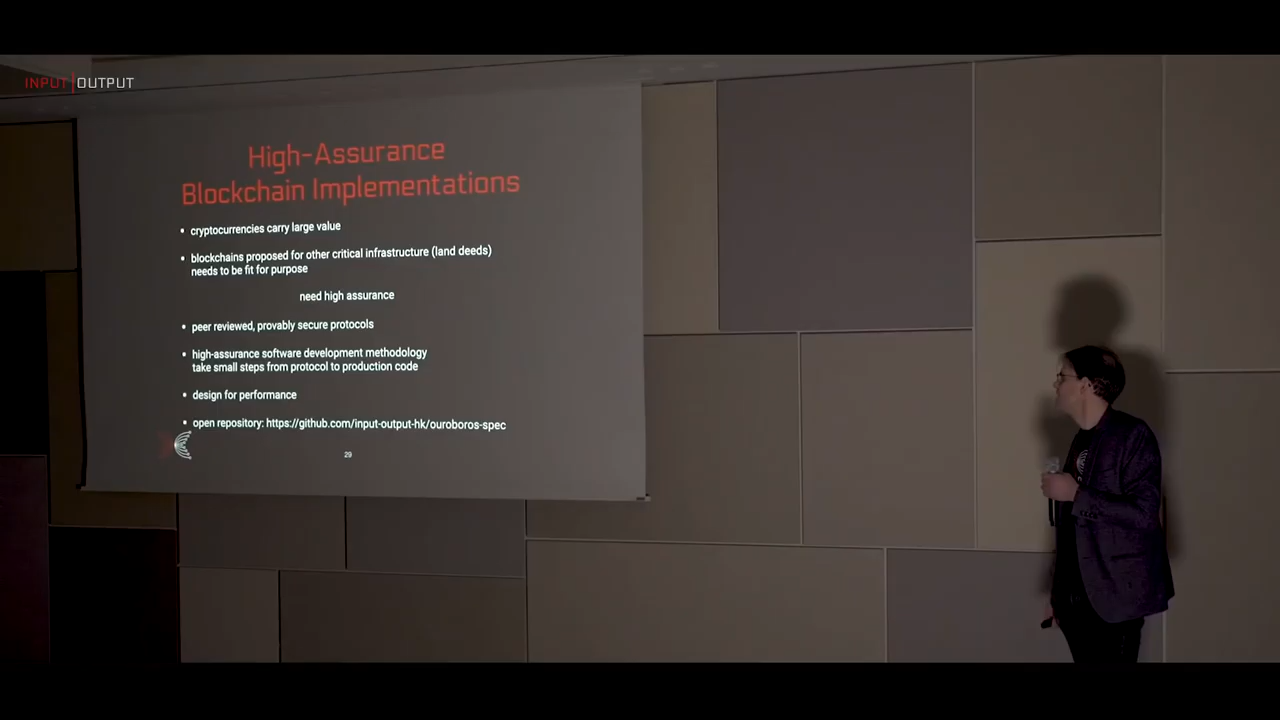 INPUT|OUTPUT
High-Assurance
Blockchain Implementations
• cryptocurrencies carry large value
• blockchains proposed for other critical infrastructure (land deeds)
needs to be fit for purpose
need high assurance
• peer reviewed, provably secure protocols
• high-assurance software development methodology
take small steps from protocol to production code
• design for performance
• open repository: https://github.com/input-output-hk/ouroboros-spec
29